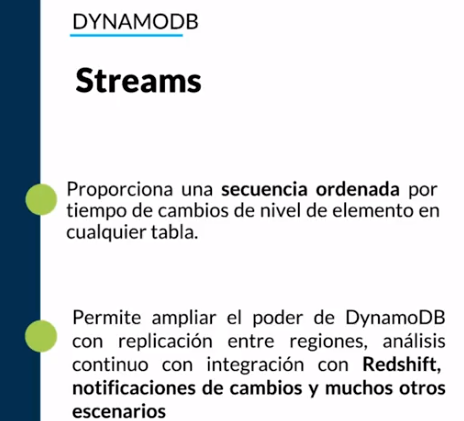 DYNAMODB
Streams
Proporciona una secuencia ordenada por
tiempo de cambios de nivel de elemento en
cualquier tabla.
Permite ampliar el poder de DynamoDB
con replicación entre regiones, análisis
continuo con integración con Redshift,
notificaciones de cambios y muchos otros
escenarios